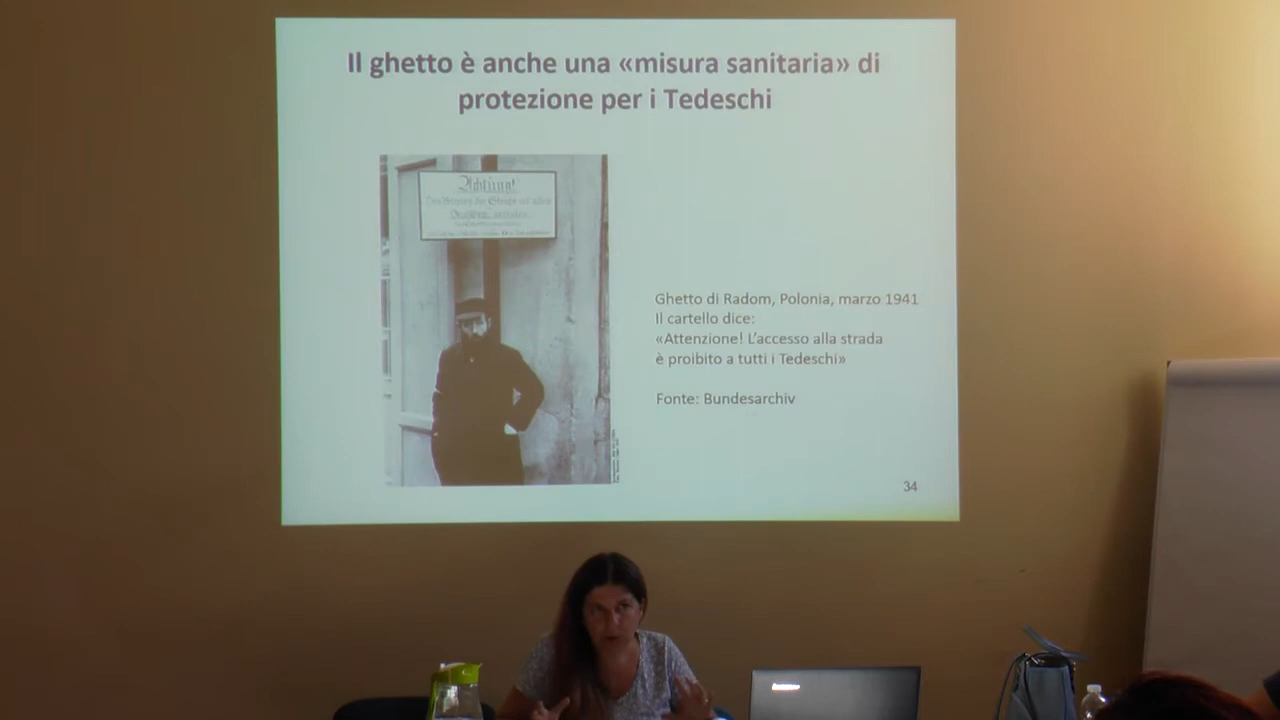 Il ghetto è anche una «misura sanitaria» di
protezione per i Tedeschi
Achtung!
Ghetto di Radom, Polonia, marzo 1941
Il cartello dice:
«Attenzione! L’accesso alla strada
è proibito a tutti i Tedeschi»
Fonte: Bundesarchiv
34